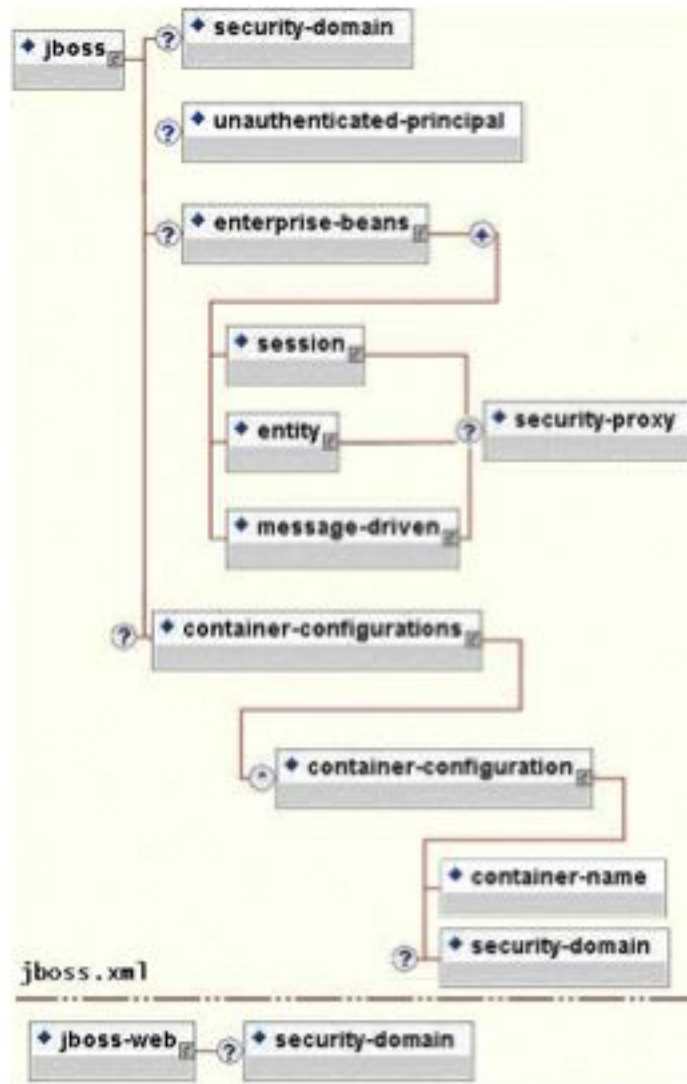 jboss
security-domain
unauthenticated-principal
enterprise-beans
session
entity
message-driven
security-proxy
container-configurations
container-configuration
container-name
security-domain
jboss.xml
jboss-web
security-domain